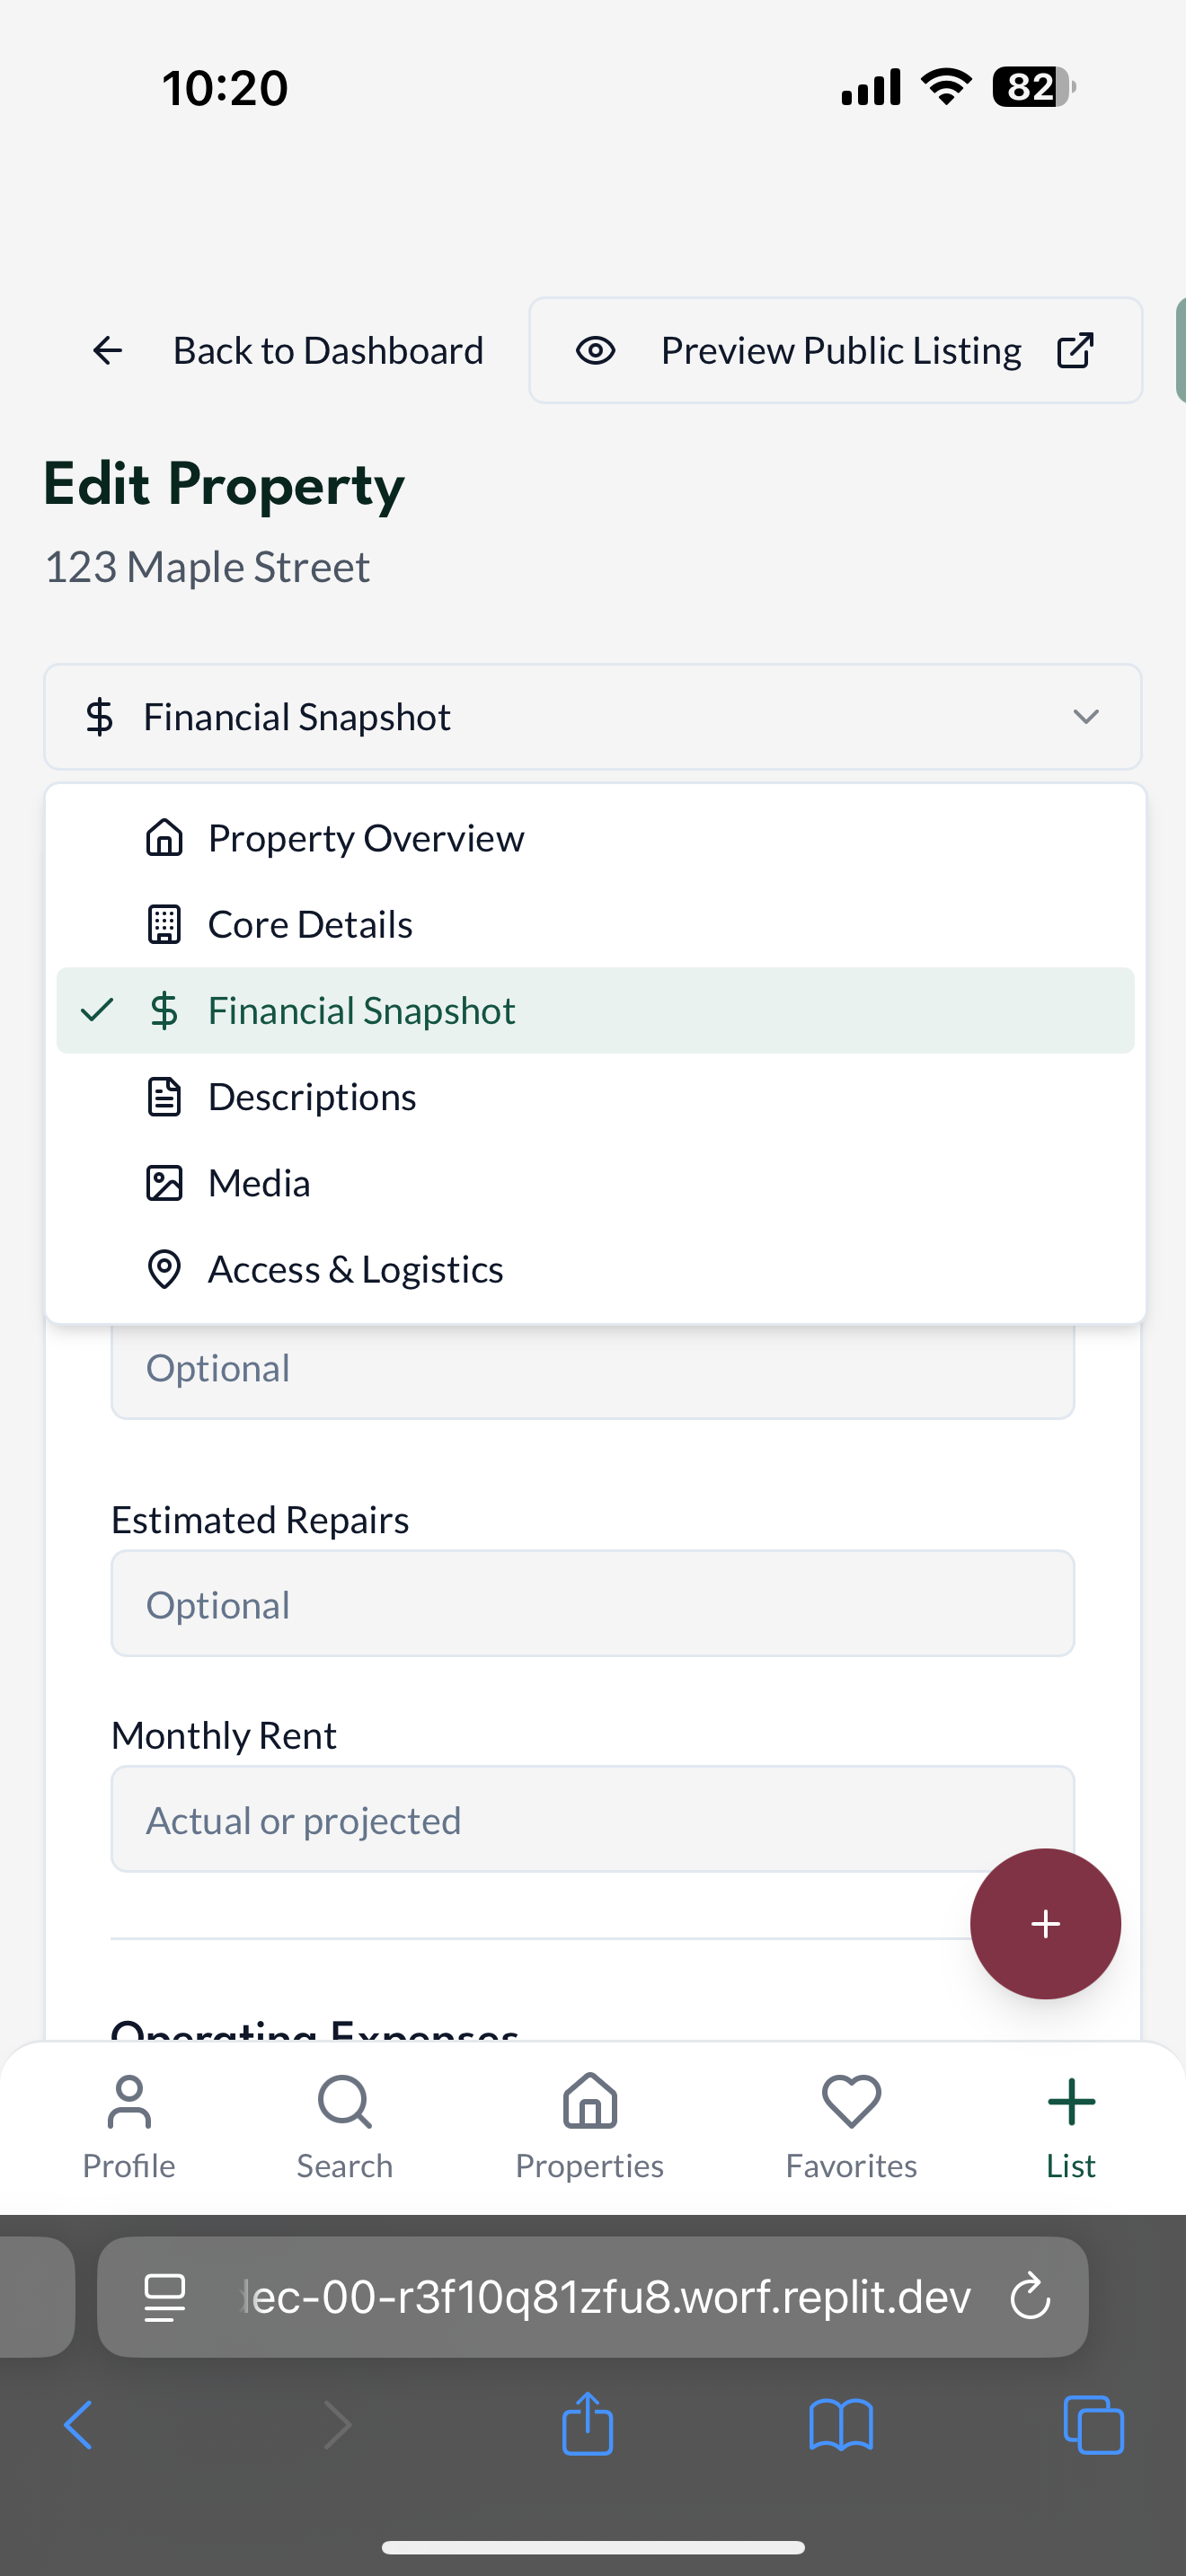 10:20
82
Back to Dashboard
Preview Public Listing
Edit Property
123 Maple Street
Financial Snapshot
Property Overview
Core Details
Financial Snapshot
Descriptions
Media
Access & Logistics
Optional
Estimated Repairs
Optional
Monthly Rent
Actual or projected
Operating Expenses
Profile
Search
Properties
Favorites
List
lec-00-r3f10q81zfu8.worf.replit.dev